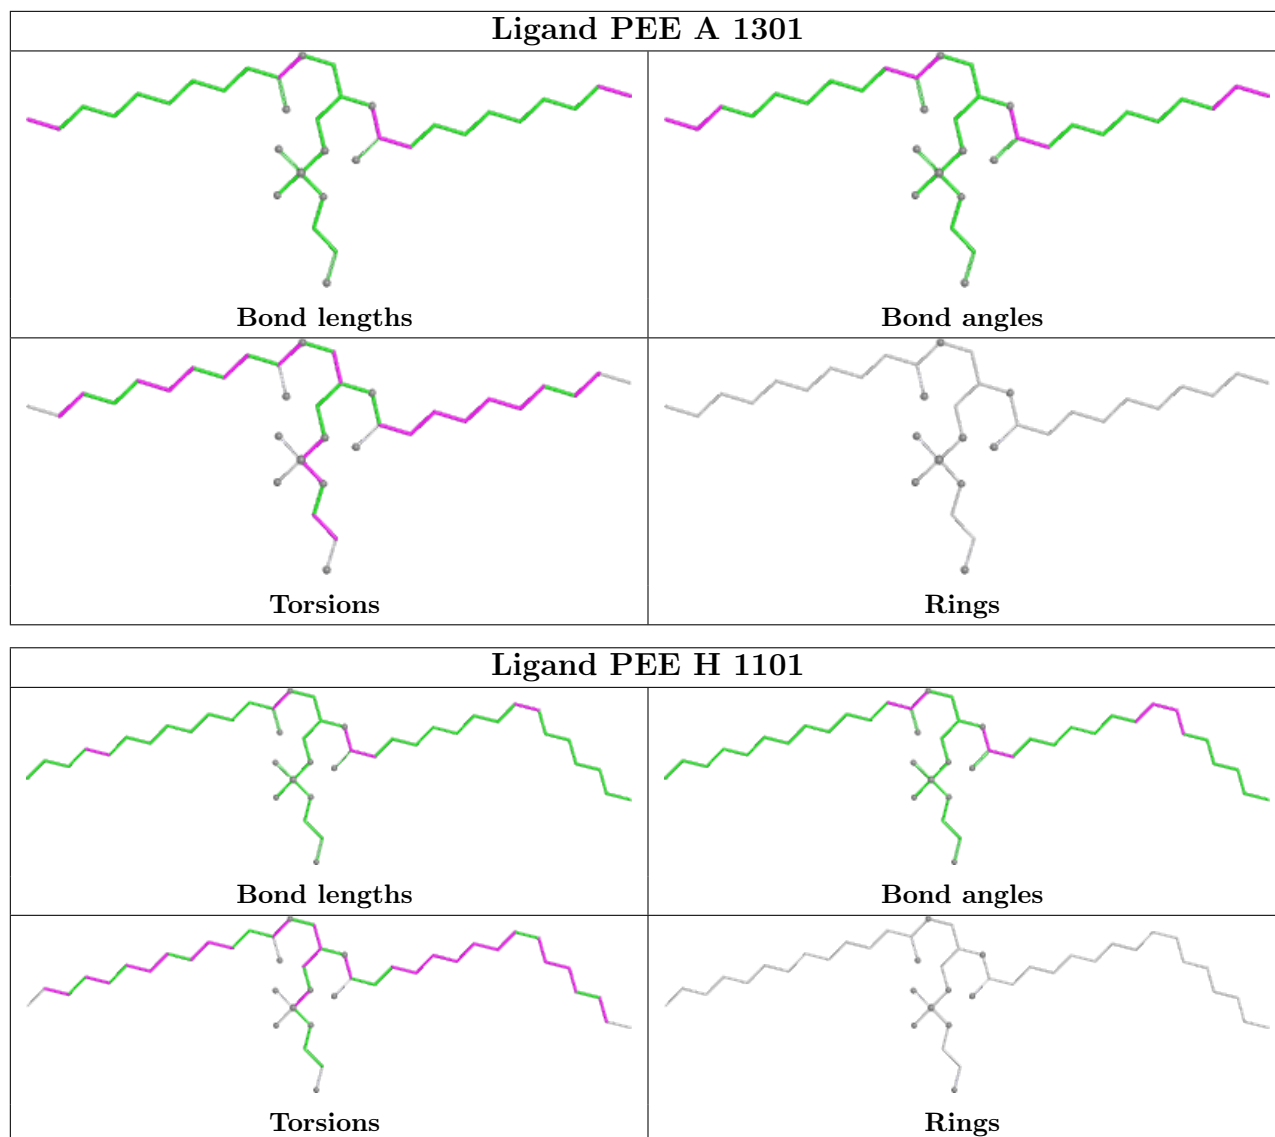 Ligand PEE A 1301
Bond lengths
Bond angles
Torsions
Rings
Ligand PEE H 1101
Bond lengths
Bond angles
Torsions
Rings